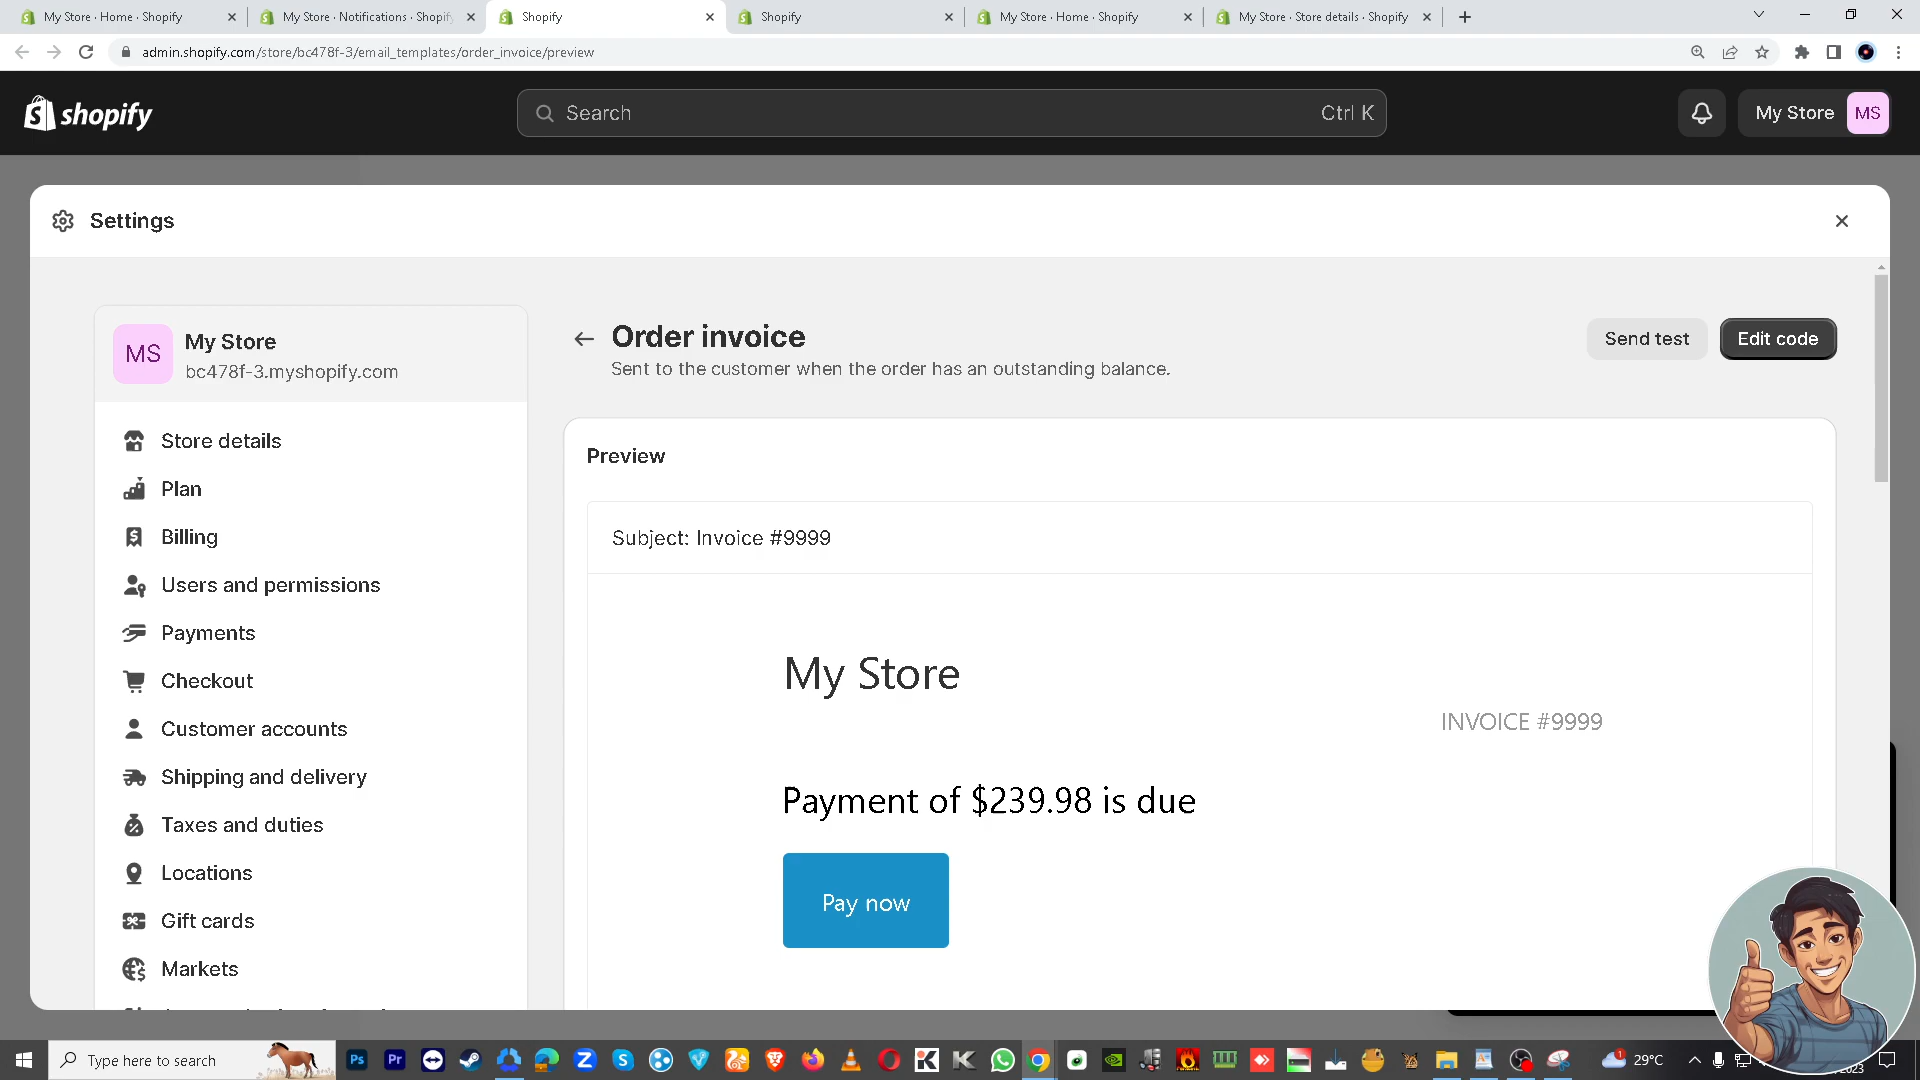 My Store · Home · Shopify
My Store · Notifications · Shopify
Shopify
Shopify
My Store · Home · Shopify
My Store · Store details · Shopify
admin.shopify.com/store/bc478f-3/email_templates/order_invoice/preview
shopify
Search
Ctrl K
My Store
MS
Settings
MS
My Store
bc478f-3.myshopify.com
Store details
Plan
Billing
Users and permissions
Payments
Checkout
Customer accounts
Shipping and delivery
Taxes and duties
Locations
Gift cards
Markets
Order invoice
Sent to the customer when the order has an outstanding balance.
Send test
Edit code
Preview
Subject: Invoice #9999
My Store
INVOICE #9999
Payment of $239.98 is due
Pay now
Type here to search
29°C
2023